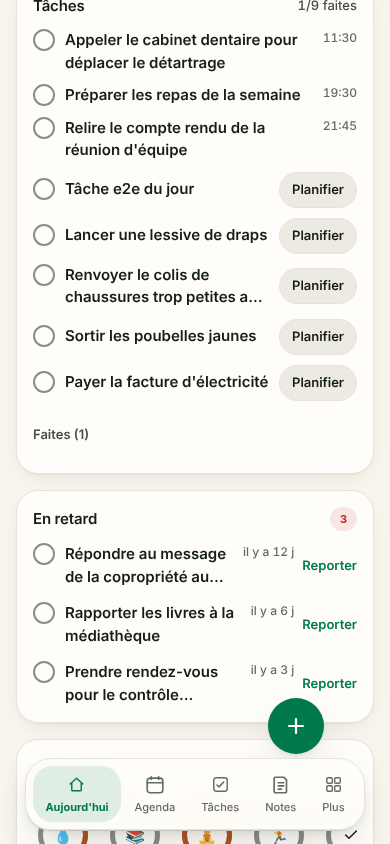 Tâches
1/9 faites
Appeler le cabinet dentaire pour
déplacer le détartrage
11:30
Préparer les repas de la semaine
19:30
Relire le compte rendu de la
réunion d'équipe
21:45
Tâche e2e du jour
Planifier
Lancer une lessive de draps
Planifier
Renvoyer le colis de
chaussures trop petites a...
Planifier
Sortir les poubelles jaunes
Planifier
Payer la facture d'électricité
Planifier
Faites (1)
En retard
3
Répondre au message
de la copropriété au...
il y a 12 j
Reporter
Rapporter les livres à la
médiathèque
il y a 6 j
Reporter
Prendre rendez-vous
pour le contrôle...
il y a 3 j
Reporter
Aujourd'hui
Agenda
Tâches
Notes
Plus